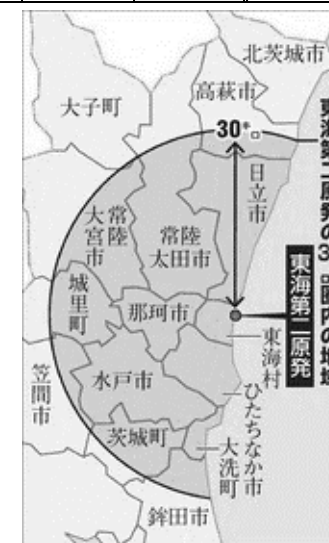 東海第二原発の30キロ圏内の地域
北茨城市
高萩市
大子町
30キロ
日立市
常陸
大宮
市
常陸
太田市
城里
町
那珂市
東海第二原発
東海村
笠間市
水戸市
ひたちなか市
茨城町
大洗町
鉾田市